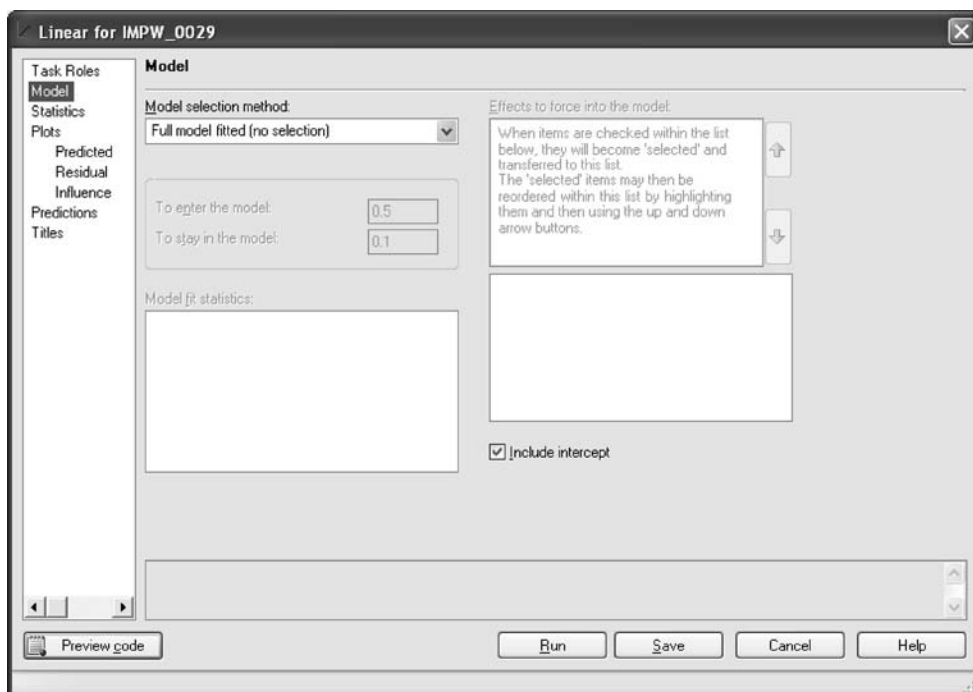 Linear for IMPW_0029
Task Roles
Model
Statistics
Plots
Predicted
Residual
Influence
Predictions
Titles
Model
Model selection method:
Full model fitted (no selection)
To enter the model:
0.5
To stay in the model:
0.1
Model fit statistics:
Effects to force into the model:
When items are checked within the list
below, they will become 'selected' and
transferred to this list.
The 'selected' items may then be
reordered within this list by highlighting
them and then using the up and down
arrow buttons.
Include intercept
Preview code
Run
Save
Cancel
Help